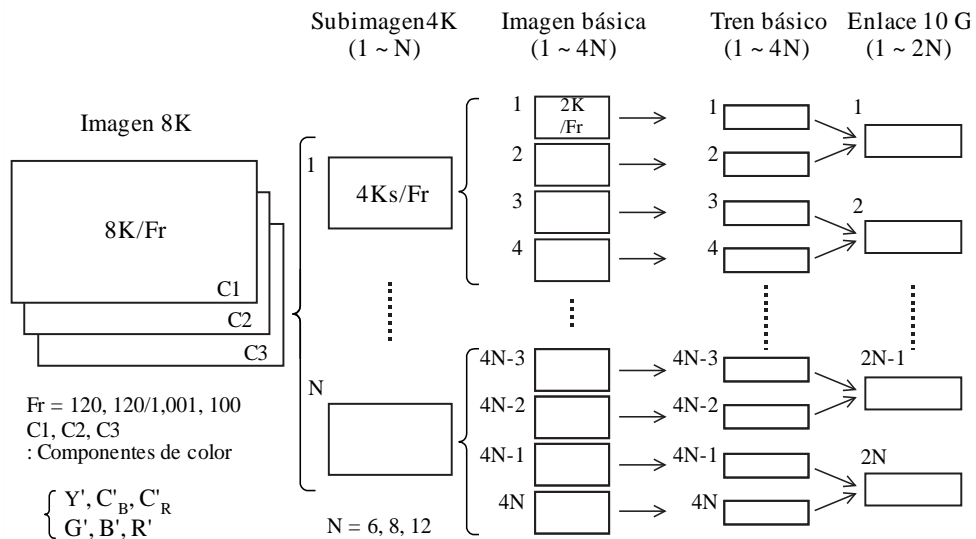 Subimagen4K
(1 ~ N)
Imagen básica
(1 ~ 4N)
Tren básico
(1 ~ 4N)
Enlace 10 G
(1 ~ 2N)
Imagen 8K
8K/Fr
C1
C2
C3
Fr = 120, 120/1,001, 100
C1, C2, C3
: Componentes de color
Y', C'B, C'R
G', B', R'
1
4Ks/Fr
N
N = 6, 8, 12
1
2K
/Fr
2
3
4
4N-3
4N-2
4N-1
4N
1
2
3
4
4N-3
4N-2
4N-1
4N
1
2
2N-1
2N